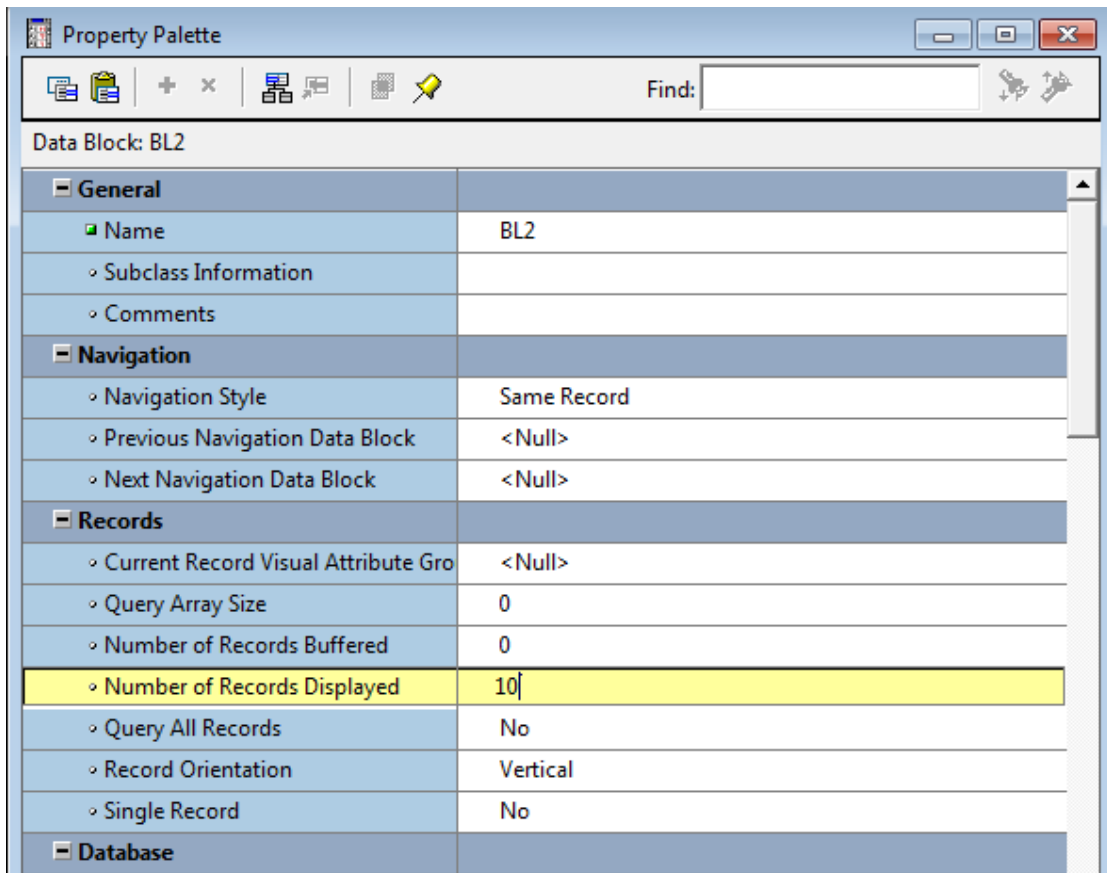 Property Palette
Find:
Data Block: BL2
General
Name BL2
Subclass Information
Comments
Navigation
Navigation Style Same Record
Previous Navigation Data Block <Null>
Next Navigation Data Block <Null>
Records
Current Record Visual Attribute Gro <Null>
Query Array Size 0
Number of Records Buffered 0
Number of Records Displayed 10
Query All Records No
Record Orientation Vertical
Single Record No
Database